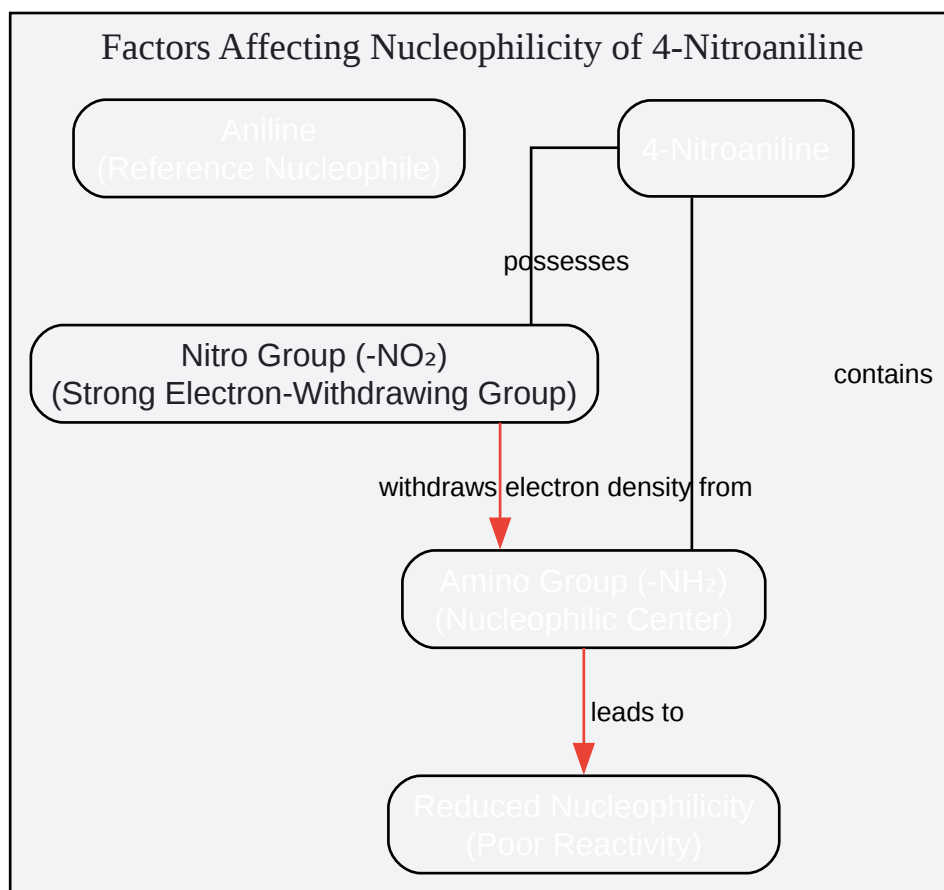 Factors Affecting Nucleophilicity of 4-Nitroaniline
Aniline
(Reference Nucleophile)
4-Nitroaniline
possesses
Nitro Group (-NO₂)
(Strong Electron-Withdrawing Group)
contains
withdraws electron density from
Amino Group (-NH₂)
(Nucleophilic Center)
leads to
Reduced Nucleophilicity
(Poor Reactivity)